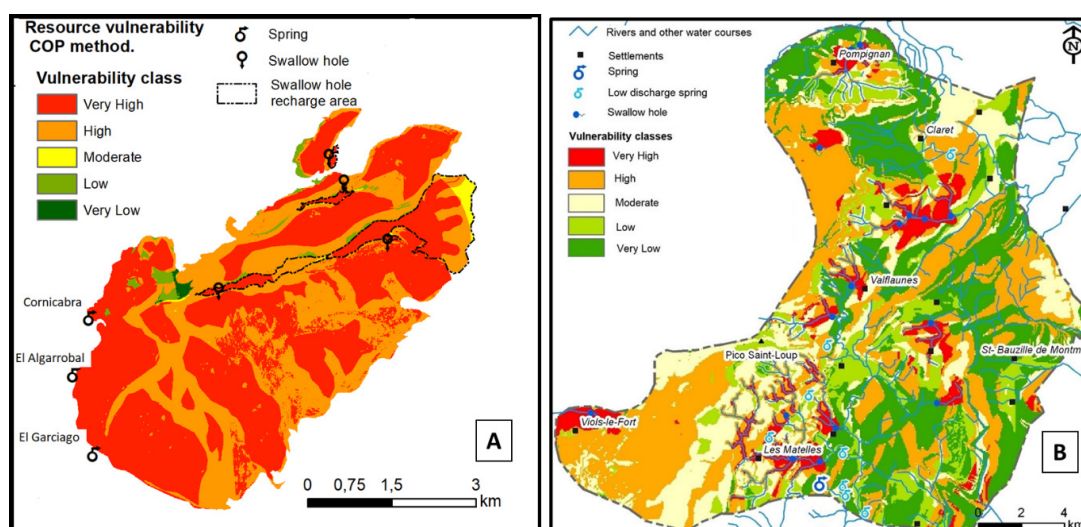 Resource vulnerability
COP method.
Vulnerability class
Very High
High
Moderate
Low
Very Low
Spring
Swallow hole
Swallow hole
recharge area
Cornicabra
El Algarrobal
El Garciago
A
0 0,75 1,5 3
km
Rivers and other water courses
Settlements
Spring
Low discharge spring
Swallow hole
Vulnerability classes
Very High
High
Moderate
Low
Very Low
Pompignan
Claret
Valflaunes
Pico Saint-Loup
St- Bauzille de Montm
Viols-le-Fort
Les Matelles
B
N
0 2 4
km